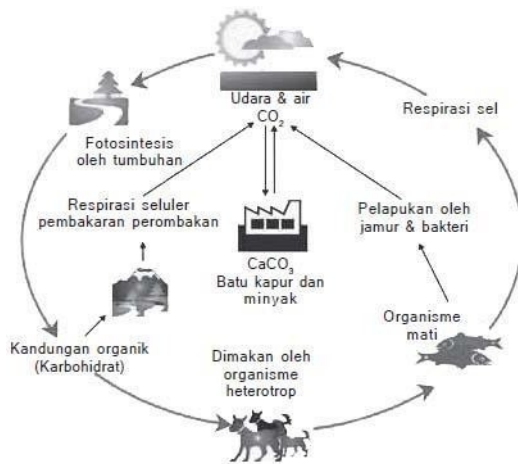 Udara & air
CO₂
Respirasi sel
Fotosintesis
oleh tumbuhan
Respirasi seluler
pembakaran perombakan
Pelapukan oleh
jamur & bakteri
CaCO₃
Batu kapur dan
minyak
Organisme
mati
Kandungan organik
(Karbohidrat)
Dimakan oleh
organisme
heterotrop